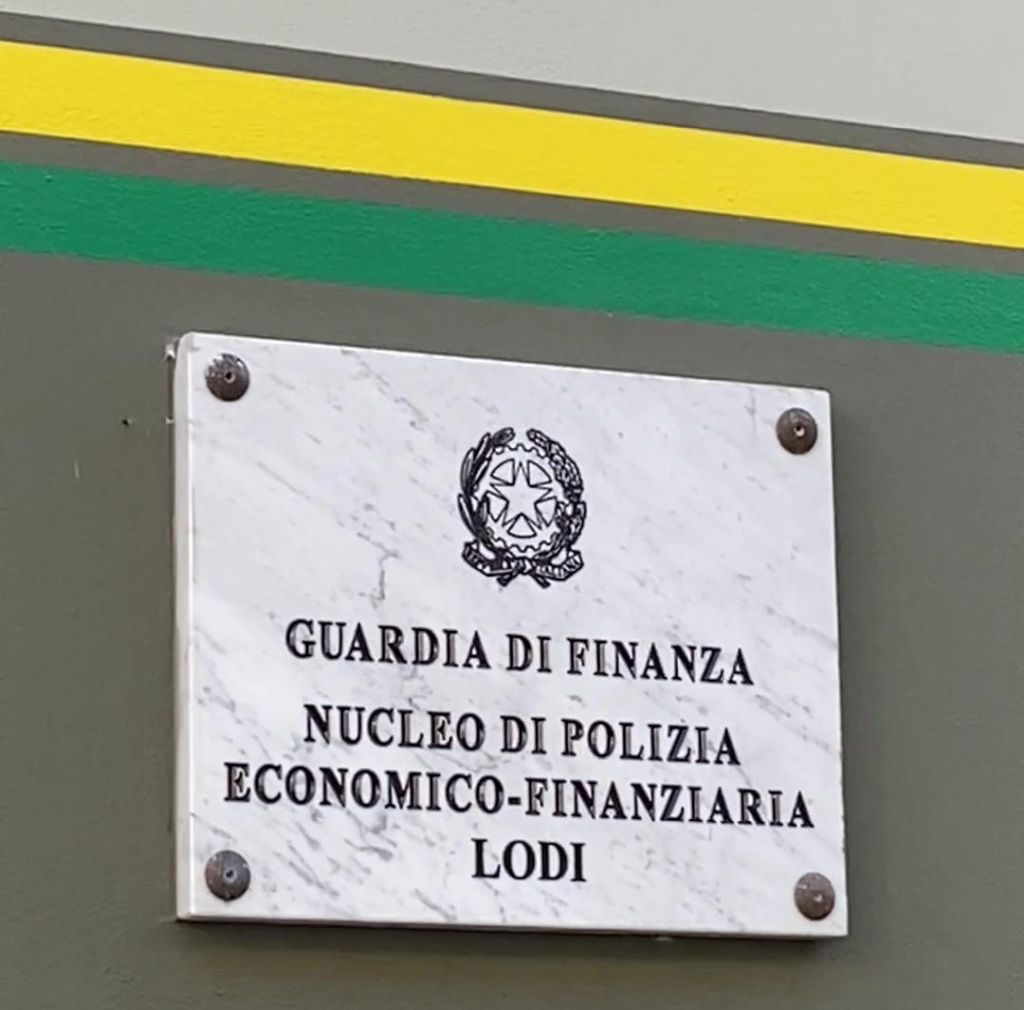 GUARDIA DI FINANZA
NUCLEO DI POLIZIA
ECONOMICO-FINANZIARIA
LODI